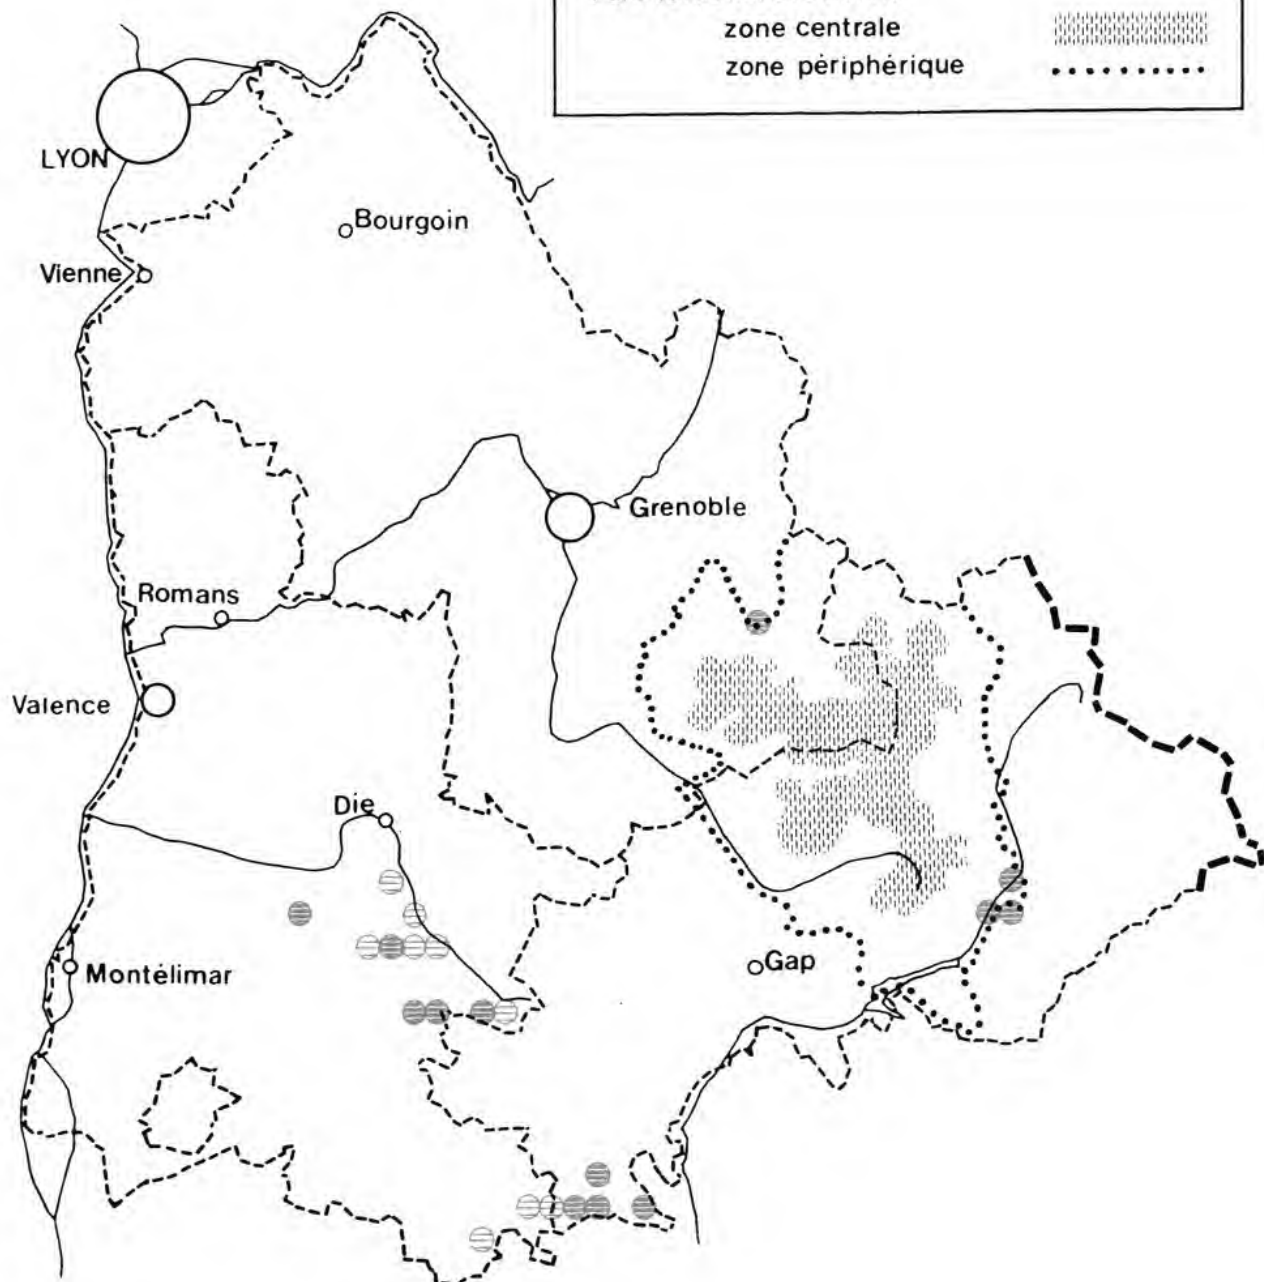 zone centrale
zone périphérique
LYON
Bourgoin
Vienne
Grenoble
Romans
Valence
Die
Montélimar
Gap